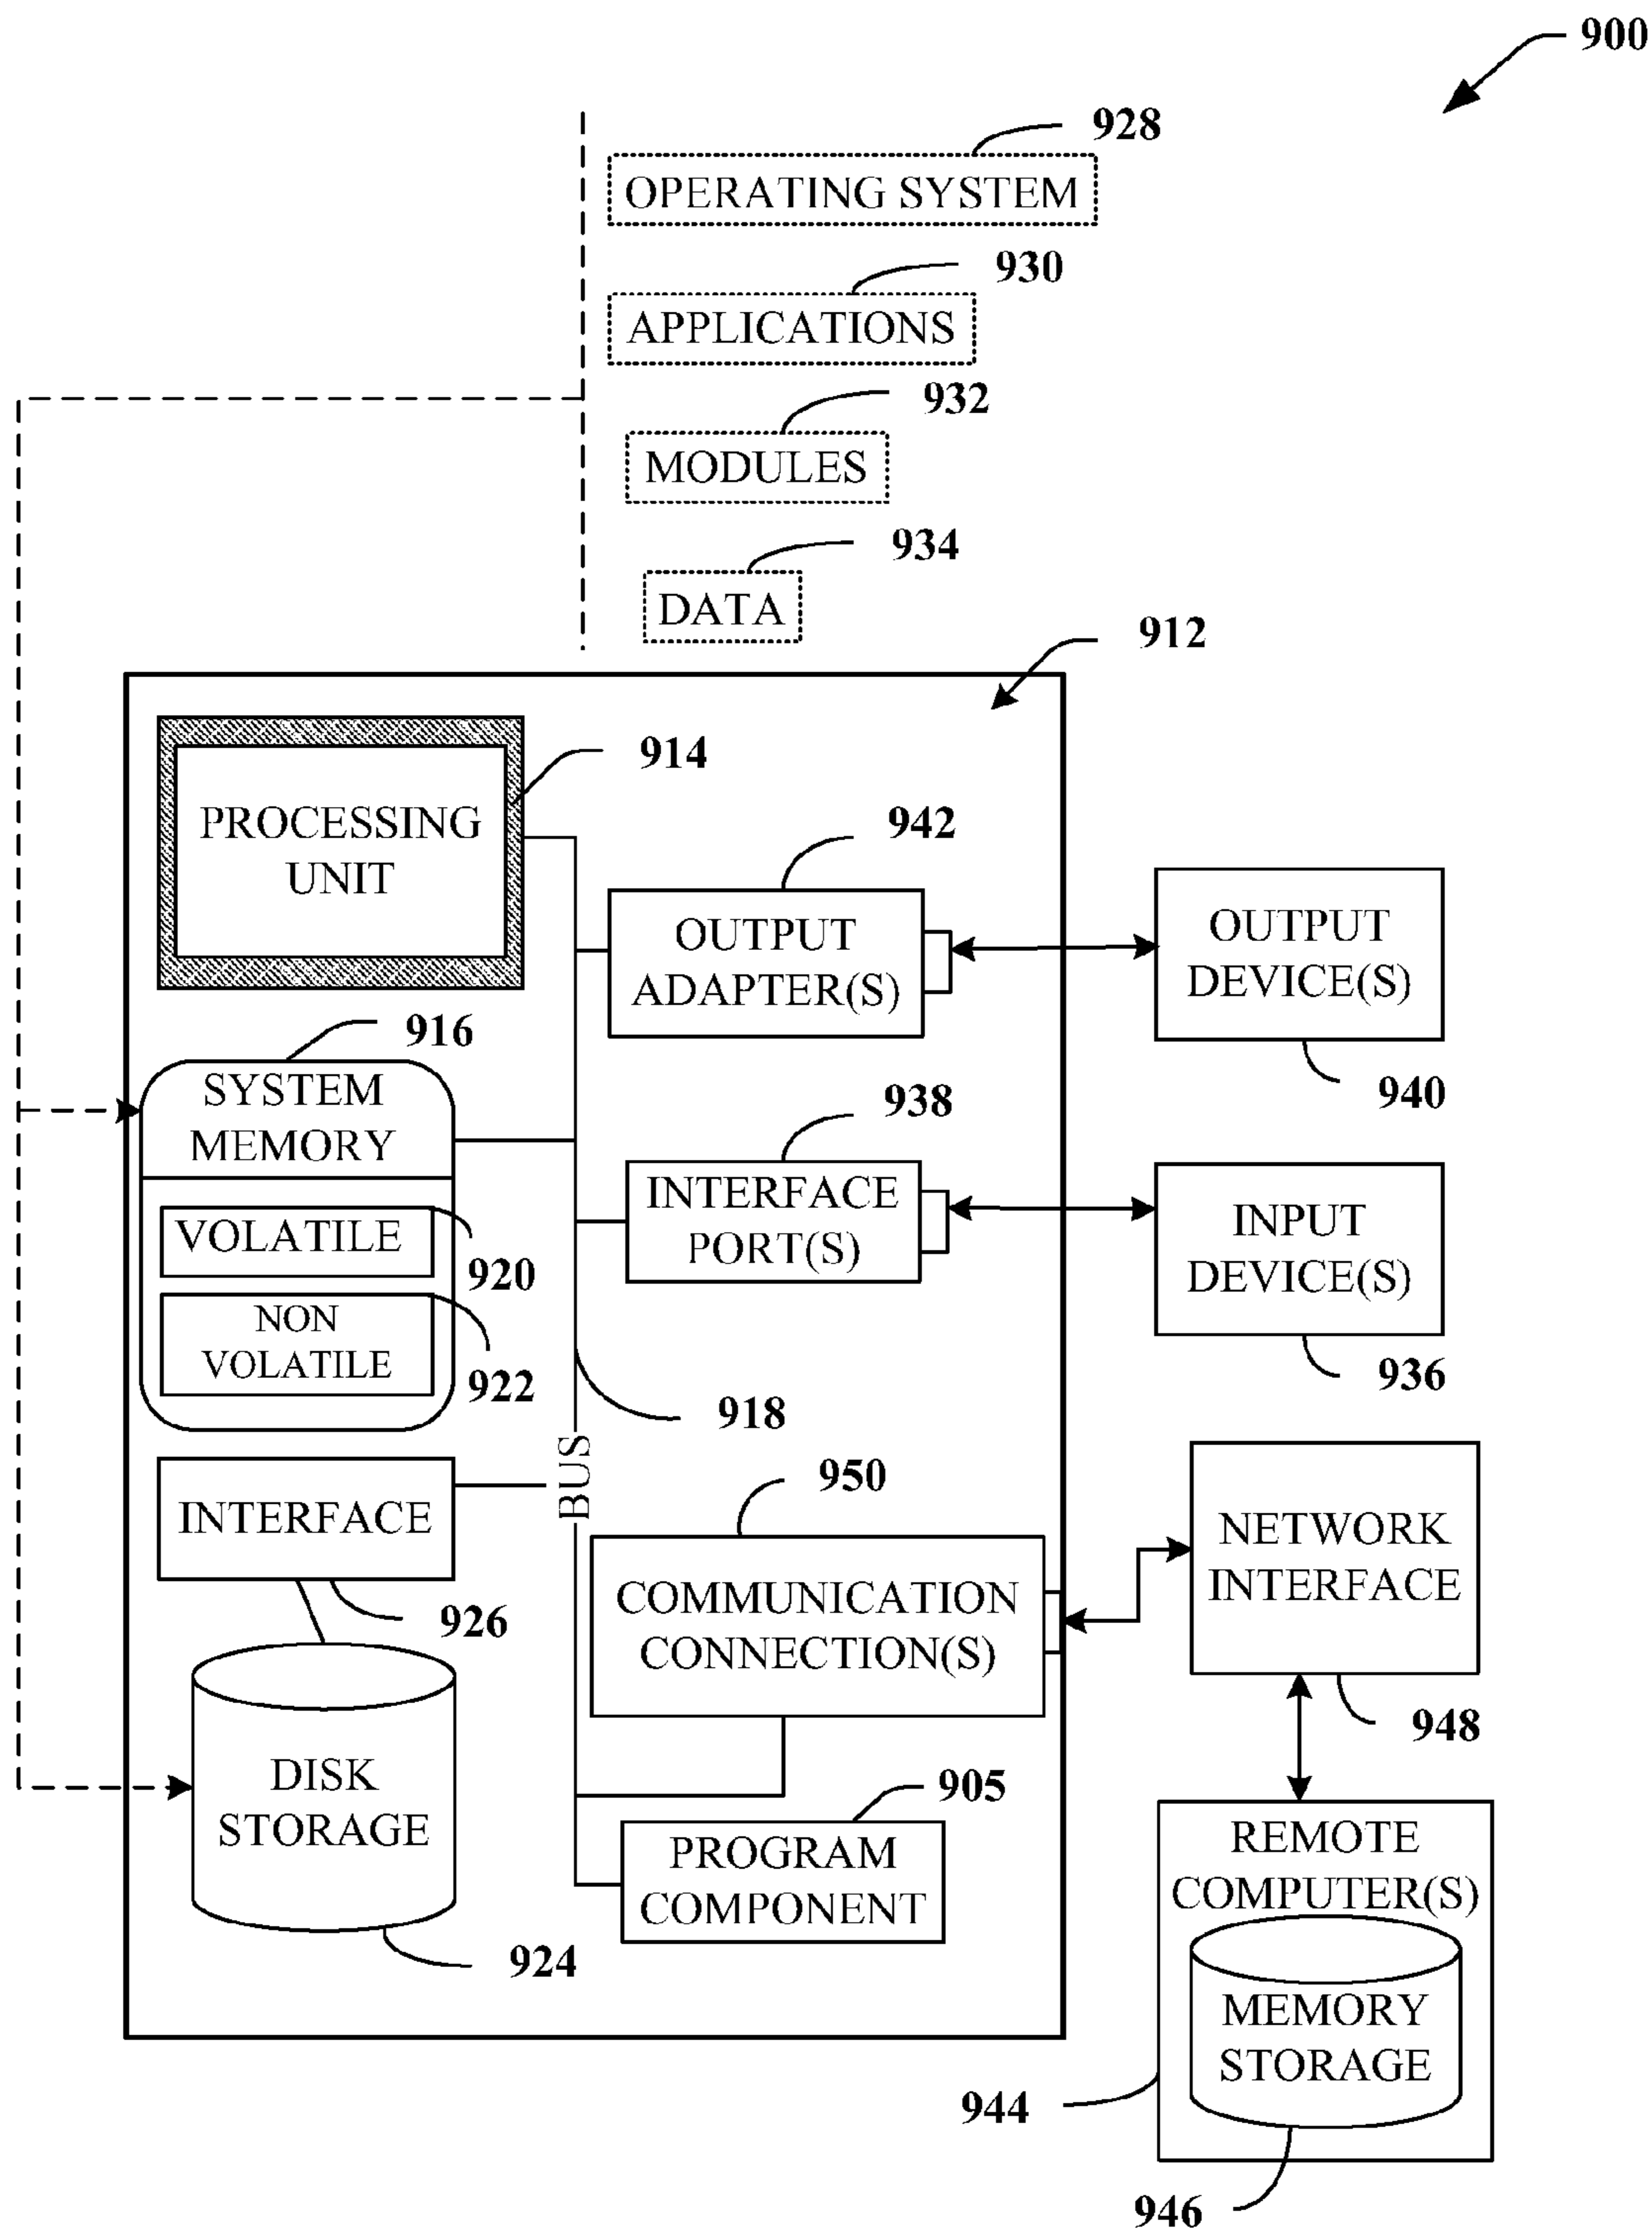 900
928
OPERATING SYSTEM
930
APPLICATIONS
932
MODULES
934
DATA
912
914
PROCESSING
UNIT
942
OUTPUT
ADAPTER(S)
OUTPUT
DEVICE(S)
940
916
SYSTEM
MEMORY
938
INTERFACE
PORT(S)
INPUT
DEVICE(S)
936
VOLATILE
920
NON
VOLATILE
922
918
BUS
INTERFACE
926
950
COMMUNICATION
CONNECTION(S)
NETWORK
INTERFACE
948
DISK
STORAGE
924
905
PROGRAM
COMPONENT
REMOTE
COMPUTER(S)
MEMORY
STORAGE
944
946